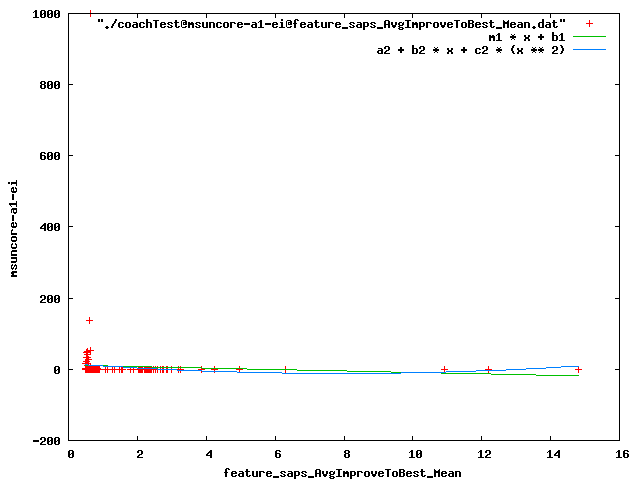 1000
800
600
400
200
0
-200
msuncore-a1-ei
"./coachTest@msuncore-a1-ei@feature_saps_AvgImproveToBest_Mean.dat"
m1 * x + b1
a2 + b2 * x + c2 * (x ** 2)
0 2 4 6 8 10 12 14 16
feature_saps_AvgImproveToBest_Mean